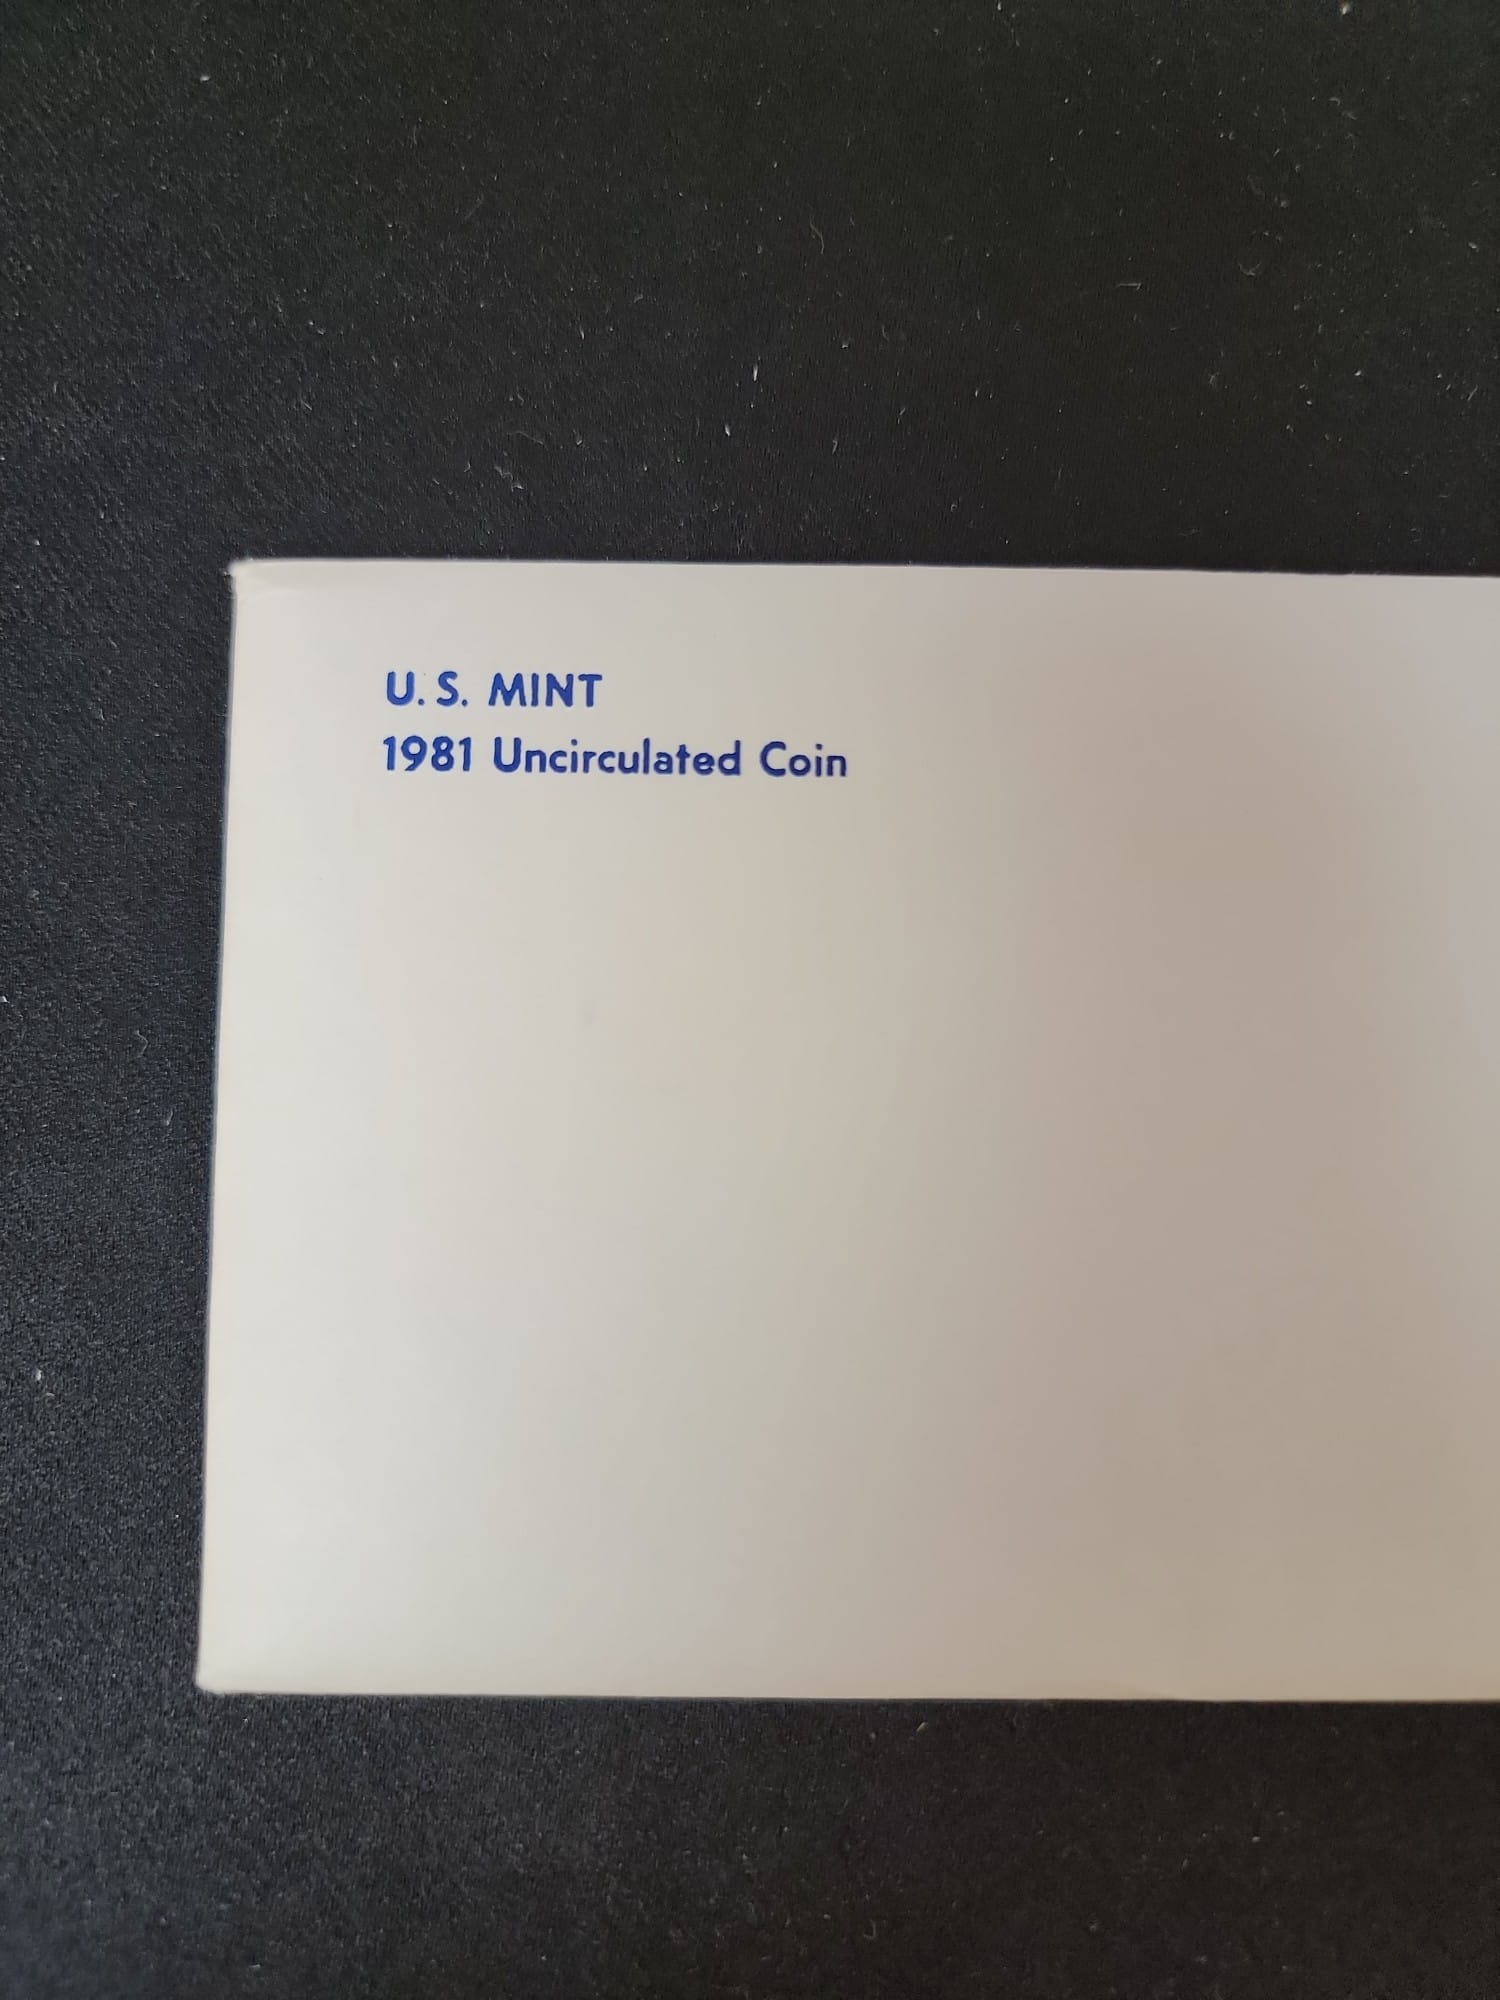 U.S. MINT
1981 Uncirculated Coin